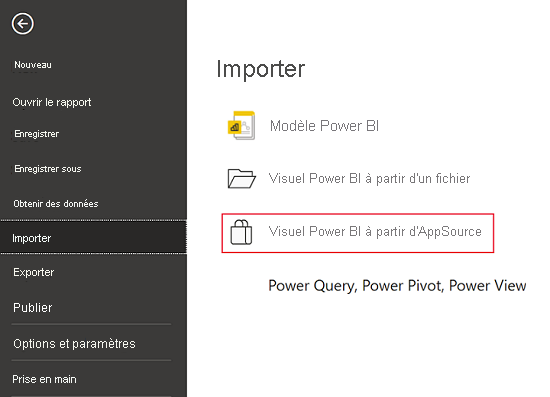 Nouveau
Ouvrir le rapport
Enregistrer
Enregistrer sous
Obtenir des données
Importer
Exporter
Publier
Options et paramètres
Prise en main
Importer
Modèle Power BI
Visuel Power BI à partir d'un fichier
Visuel Power BI à partir d'AppSource
Power Query, Power Pivot, Power View